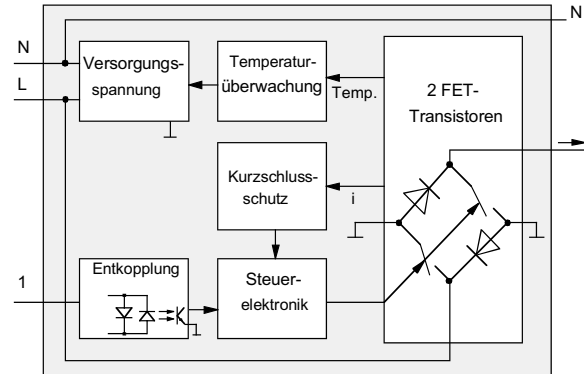 N
N
L
Versorgungs-
spannung
Temperatur-
überwachung
Temp.
2 FET-
Transistoren
Kurzschluss-
schutz
i
1
Entkopplung
Steuer-
elektronik